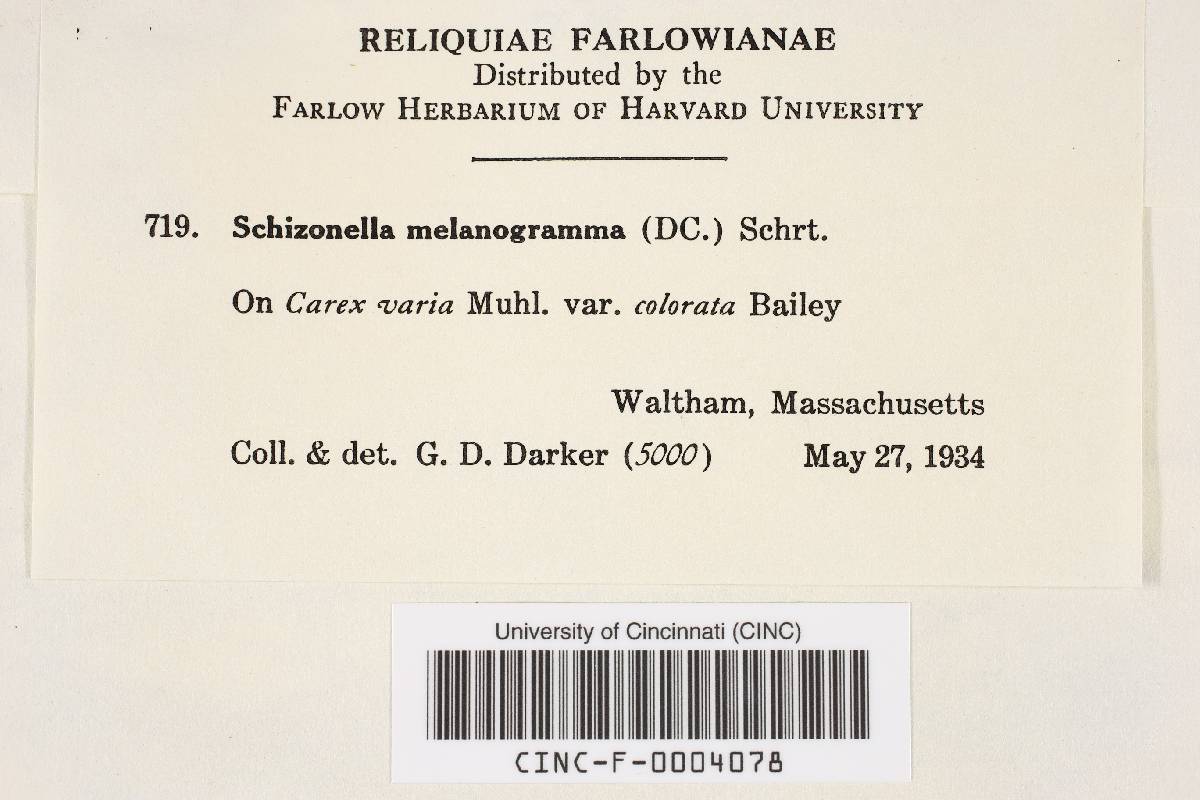 RELIQUIAE FARLOWIANAE
Distributed by the
FARLOW HERBARIUM OF HARVARD UNIVERSITY
719. Schizonella melanogramma (DC.) Schrt.
On Carex varia Muhl. var. colorata Bailey
Waltham, Massachusetts
Coll. & det. G. D. Darker (5000) May 27, 1934
University of Cincinnati (CINC)
CINC-F-0004078